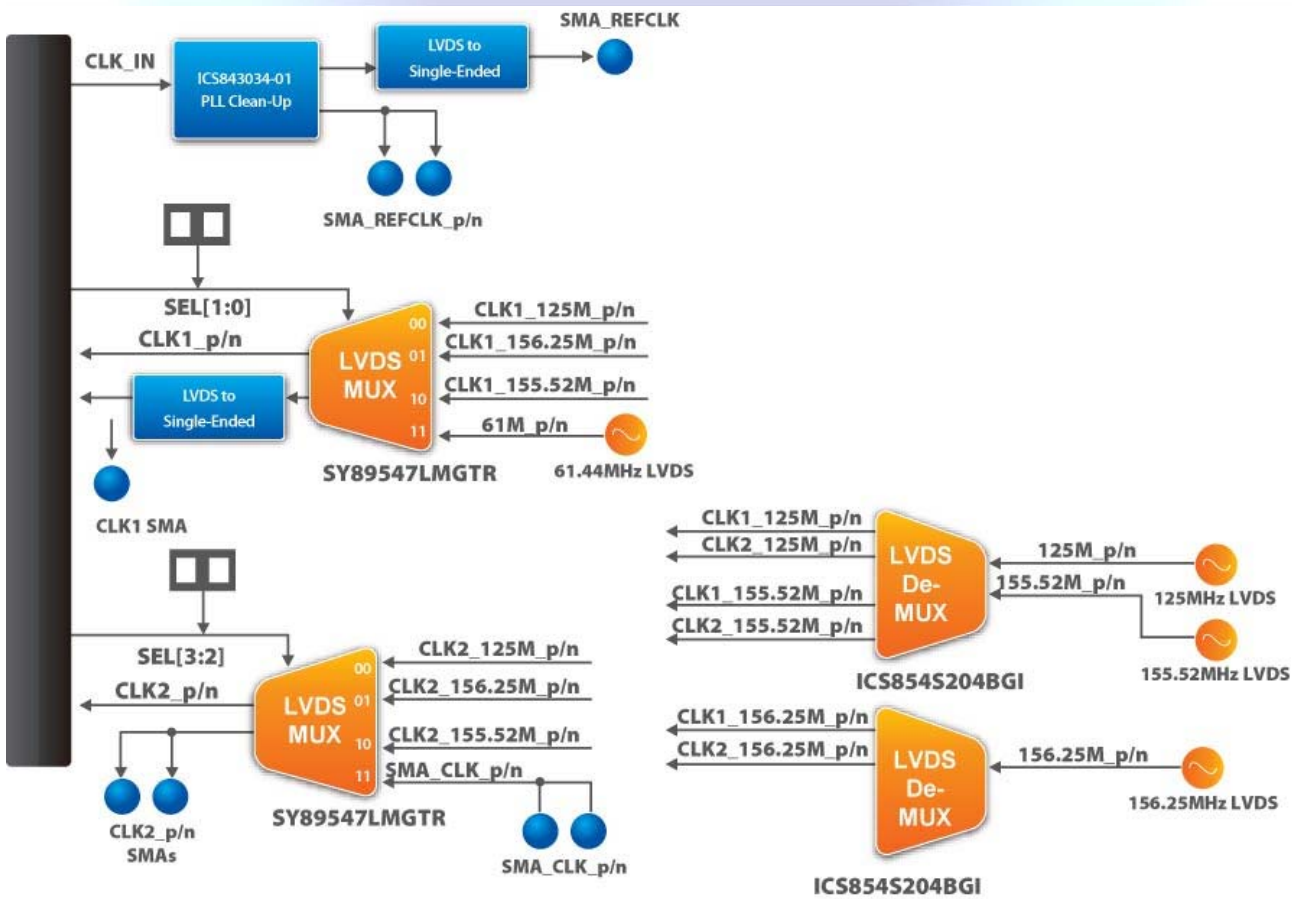 SMA_REFCLK
CLK_IN
ICS843034-01
PLL Clean-Up
LVDS to
Single-Ended
SMA_REFCLK_p/n
SEL[1:0]
CLK1_p/n
LVDS
MUX
00
01
10
11
CLK1_125M_p/n
CLK1_156.25M_p/n
CLK1_155.52M_p/n
61M_p/n
LVDS to
Single-Ended
SY89547LMGTR
61.44MHz LVDS
CLK1 SMA
SEL[3:2]
CLK2_p/n
LVDS
MUX
00
01
10
11
CLK2_125M_p/n
CLK2_156.25M_p/n
CLK2_155.52M_p/n
SMA_CLK_p/n
SY89547LMGTR
CLK2_p/n
SMAs
SMA_CLK_p/n
CLK1_125M_p/n
CLK2_125M_p/n
CLK1_155.52M_p/n
CLK2_155.52M_p/n
LVDS
De-
MUX
125M_p/n
155.52M_p/n
125MHz LVDS
155.52MHz LVDS
ICS854S204BGI
CLK1_156.25M_p/n
CLK2_156.25M_p/n
LVDS
De-
MUX
156.25M_p/n
156.25MHz LVDS
ICS854S204BGI